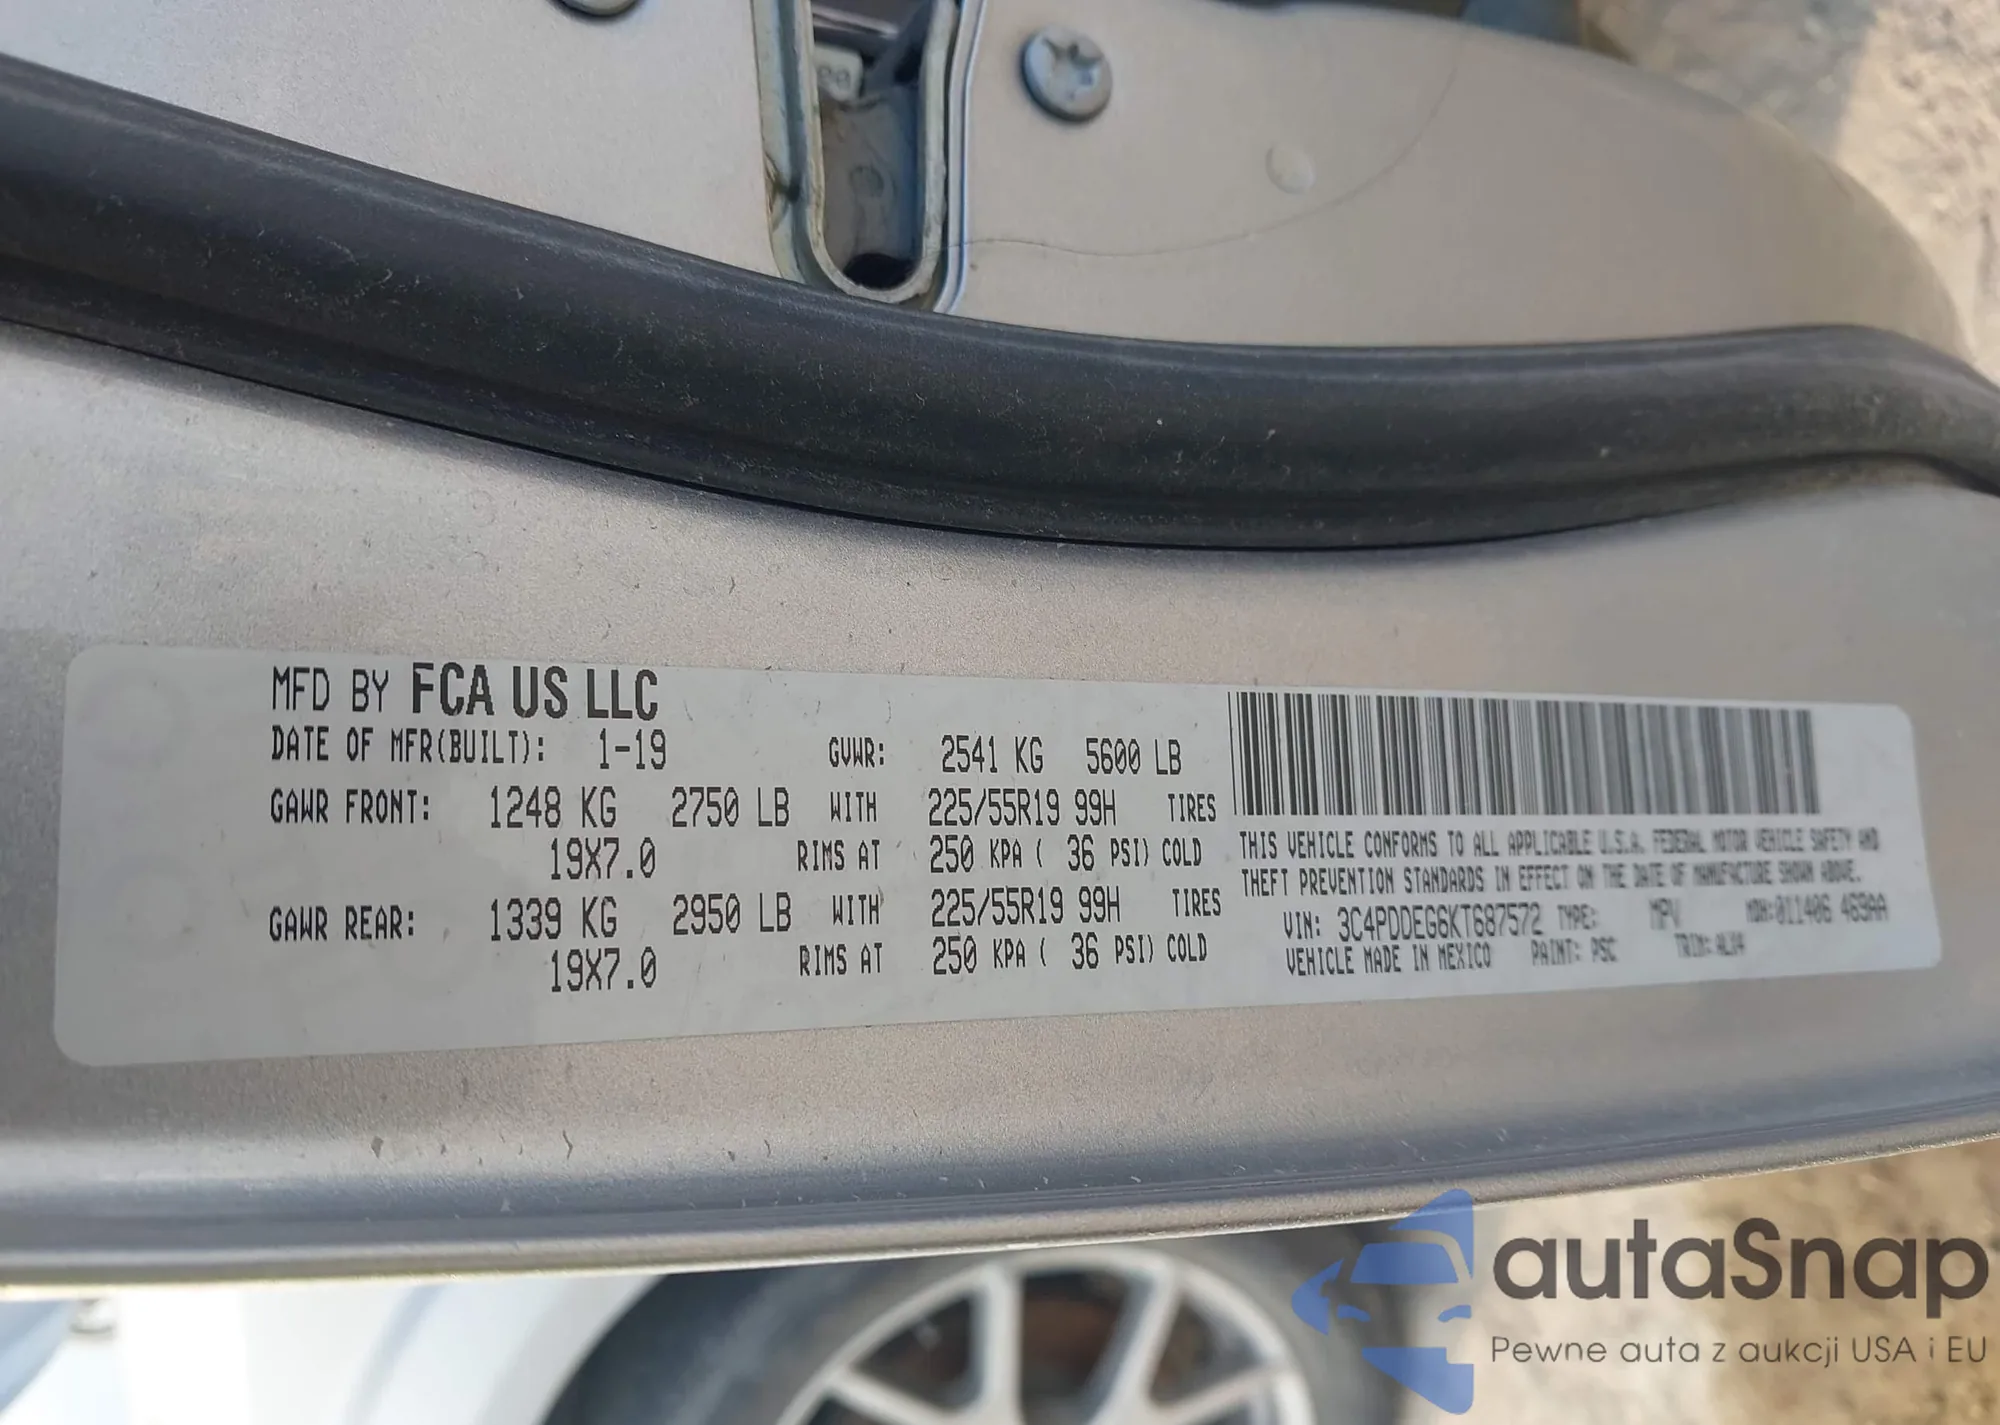 MFD BY FCA US LLC
DATE OF MFR(BUILT): 1-19 GVWR: 2541 KG 5600 LB
GAWR FRONT: 1248 KG 2750 LB WITH 225/55R19 99H TIRES
19X7.0 RIMS AT 250 KPA ( 36 PSI) COLD
GAWR REAR: 1339 KG 2950 LB WITH 225/55R19 99H TIRES
19X7.0 RIMS AT 250 KPA ( 36 PSI) COLD
THIS VEHICLE CONFORMS TO ALL APPLICABLE U.S.A. FEDERAL MOTOR VEHICLE SAFETY AND
THEFT PREVENTION STANDARDS IN EFFECT ON THE DATE OF MANUFACTURE SHOWN ABOVE.
VIN: 3C4PDDEG6KT687572 TYPE: MPV MDH:011406 469AA
VEHICLE MADE IN MEXICO PAINT: PSC TRIM:
autaSnap
Pewne auta z aukcji USA i EU